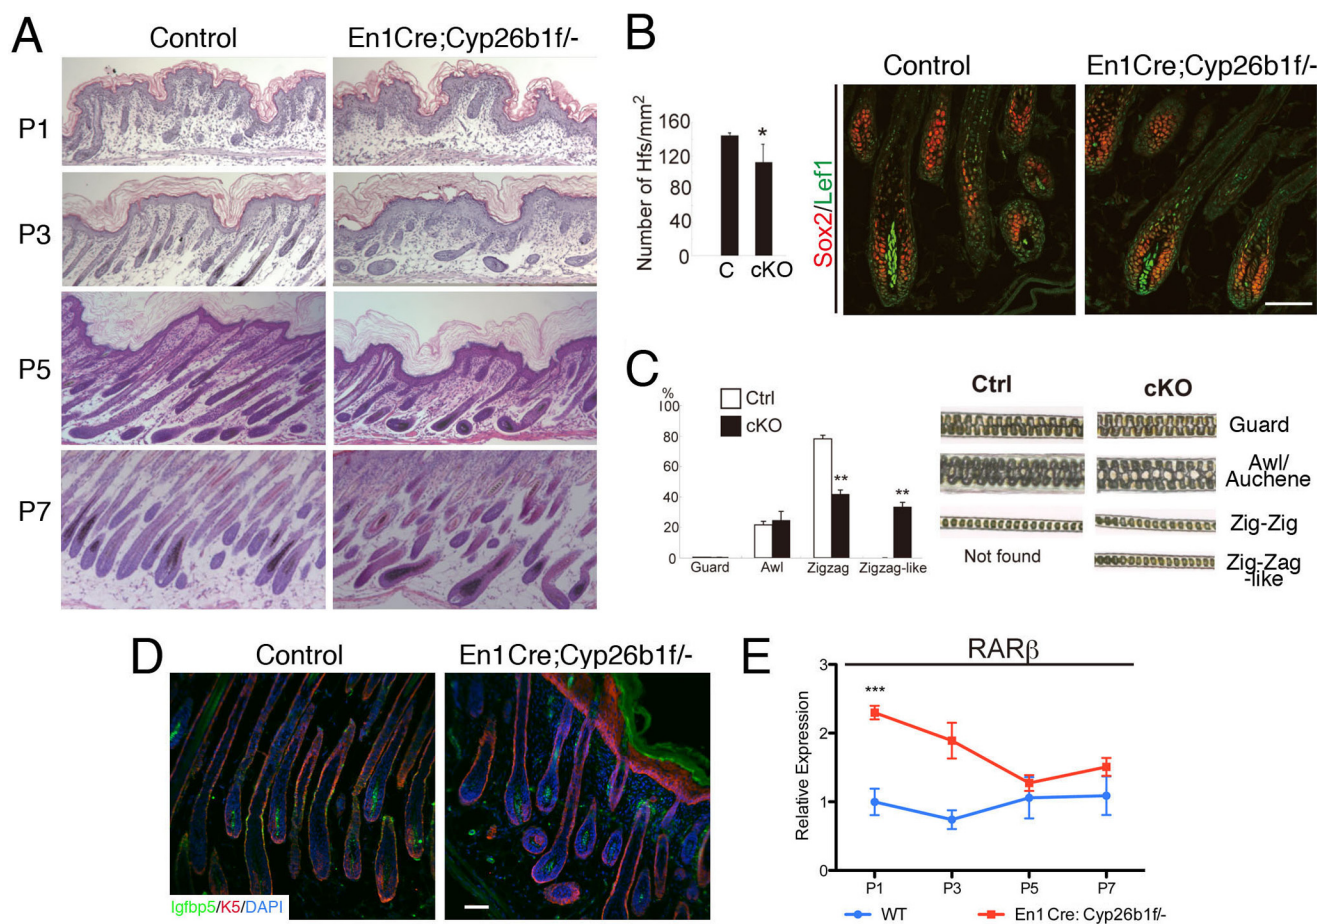 A
Control
En1Cre;Cyp26b1f/-
P1
P3
P5
P7
B
Number of Hfs/mm²
160
120
80
40
0
*
C
cKO
Control
En1Cre;Cyp26b1f/-
Sox2/Lef1
C
%
100
80
60
40
20
0
Ctrl
cKO
**
**
Guard
Awl
Zigzag
Zigzag-like
Ctrl
cKO
Guard
Awl/
Auchene
Zig-Zig
Not found
Zig-Zag
-like
D
Control
En1Cre;Cyp26b1f/-
Igfbp5/K5/DAPI
E
RARβ
Relative Expression
3
2
1
0
***
P1
P3
P5
P7
WT
En1Cre: Cyp26b1f/-